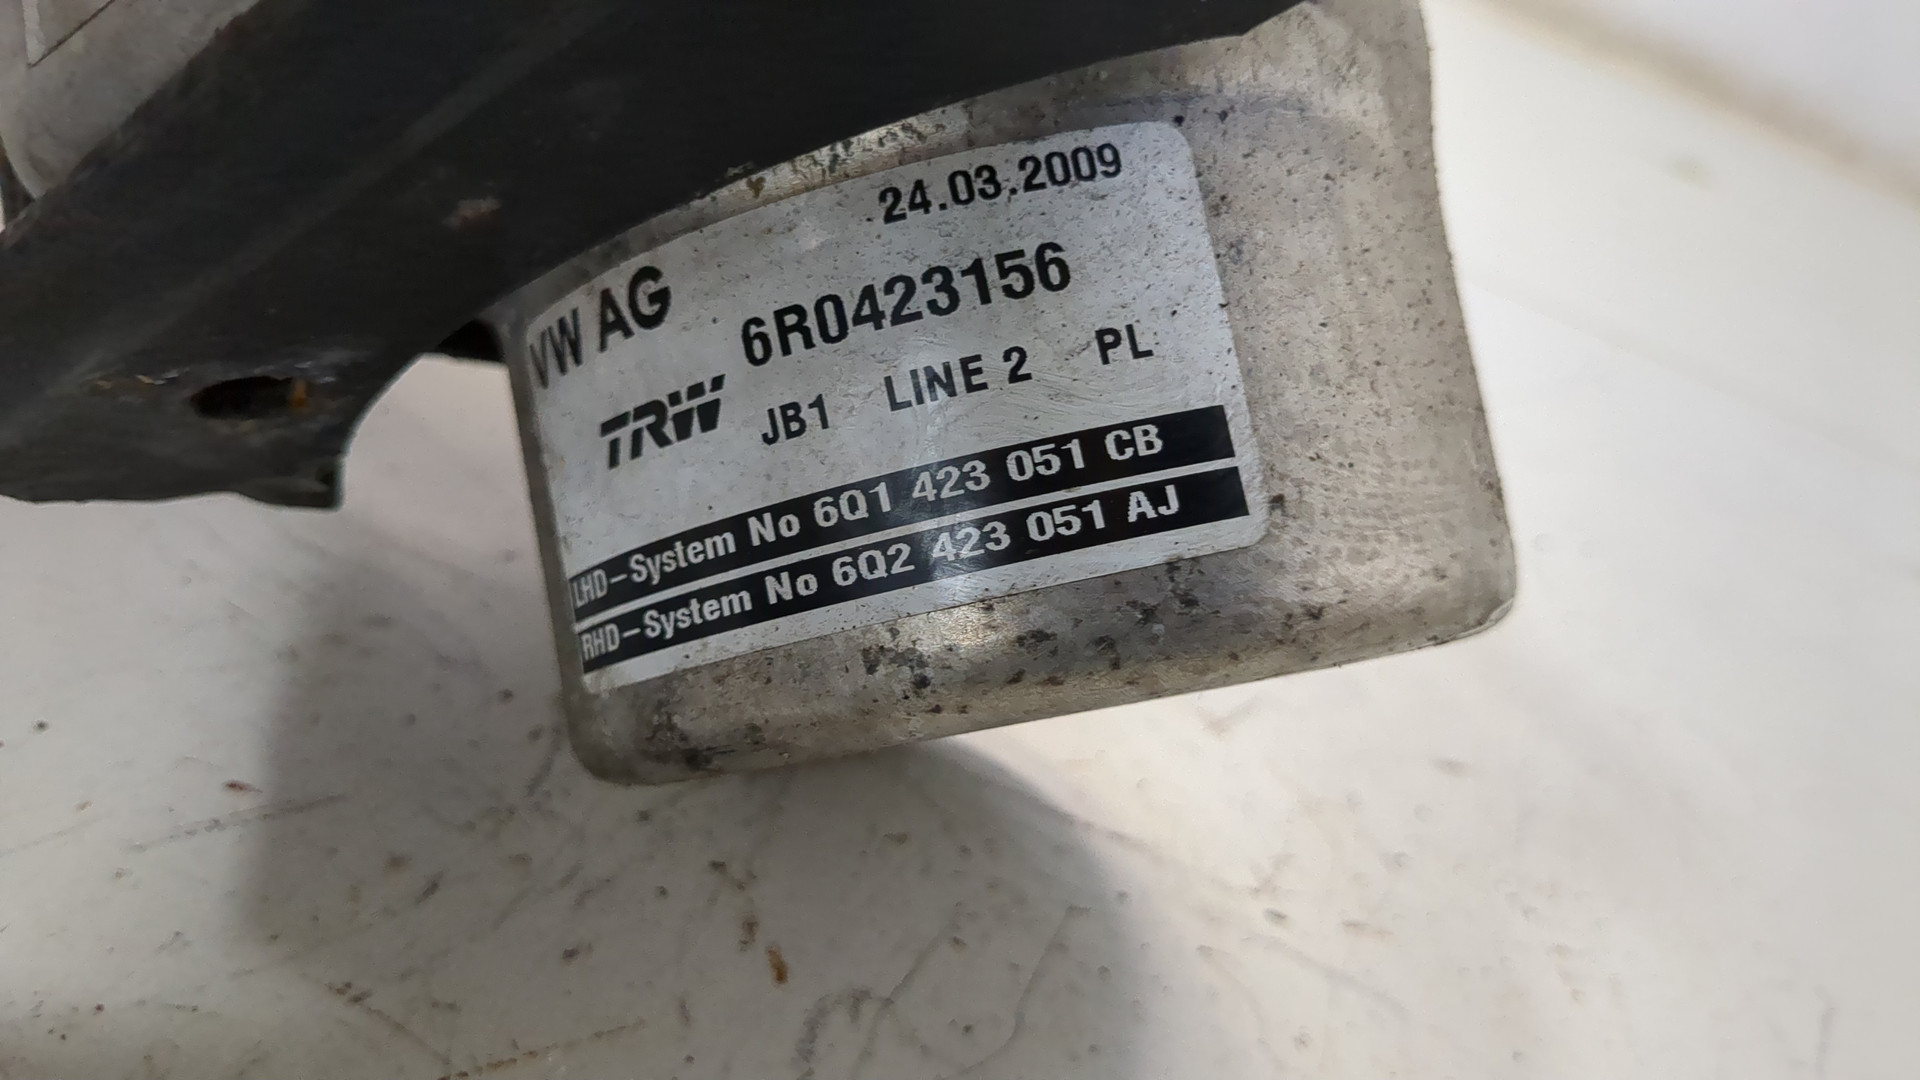 24.03.2009
VW AG 6R0423156
TRW JB1 LINE 2 PL
LHD-System No 6Q1 423 051 CB
RHD-System No 6Q2 423 051 AJ